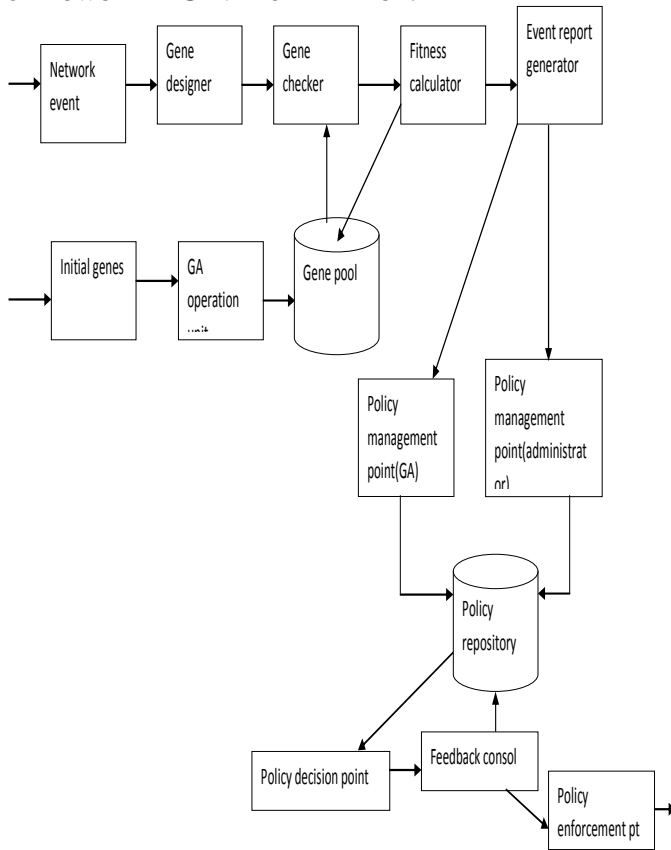 Network
event
Gene
designer
Gene
checker
Fitness
calculator
Event report
generator
Initial genes
GA
operation
Gene pool
Policy
management
point(GA)
Policy
management
point(administrat
or)
Policy
repository
Policy decision point
Feedback consol
Policy
enforcement pt